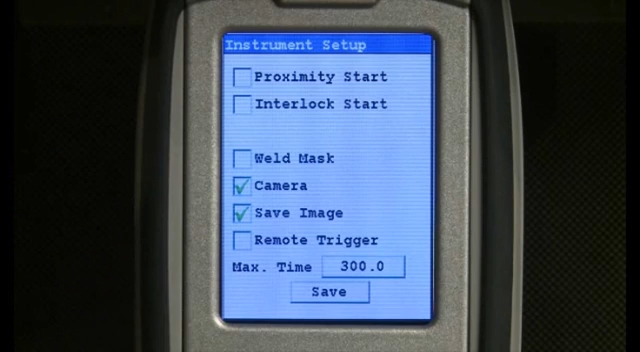 Instrument Setup
Proximity Start
Interlock Start
Weld Mask
Camera
Save Image
Remote Trigger
Max. Time 300.0
Save